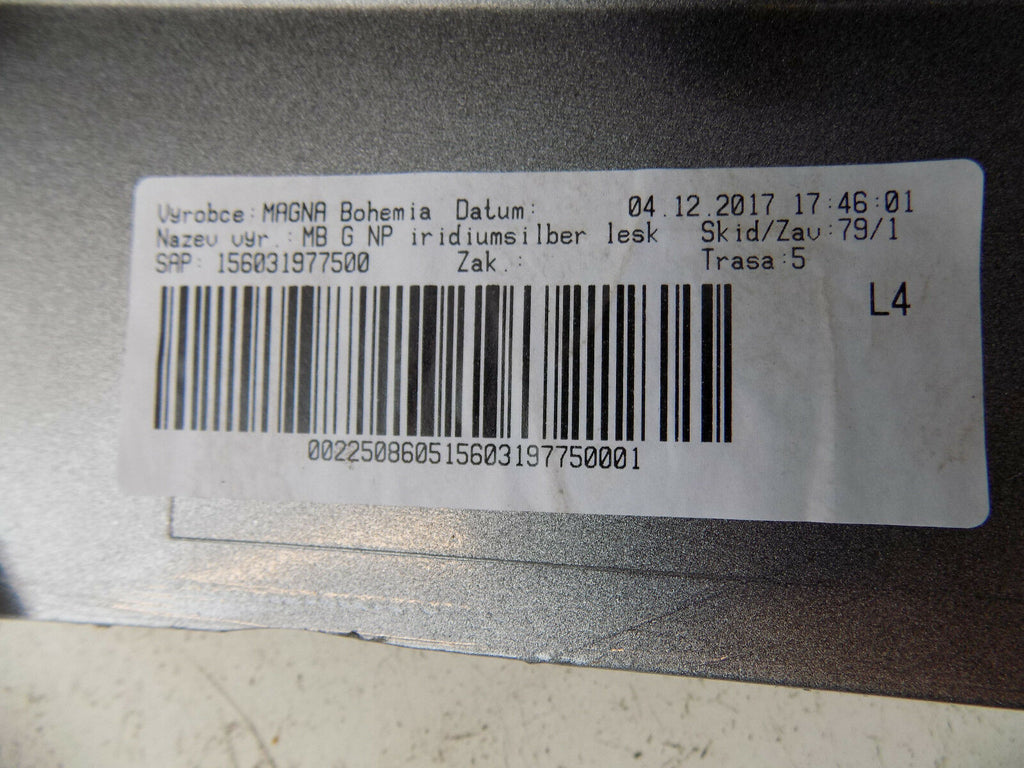 Vyrobce: MAGNA Bohemia Datum: 04.12.2017 17:46:01
Nazev vyr.: MB G NP iridiumsilber lesk Skid/Zav:79/1
SAP: 156031977500 Zak.: Trasa:5
L4
0022508605156031977750001